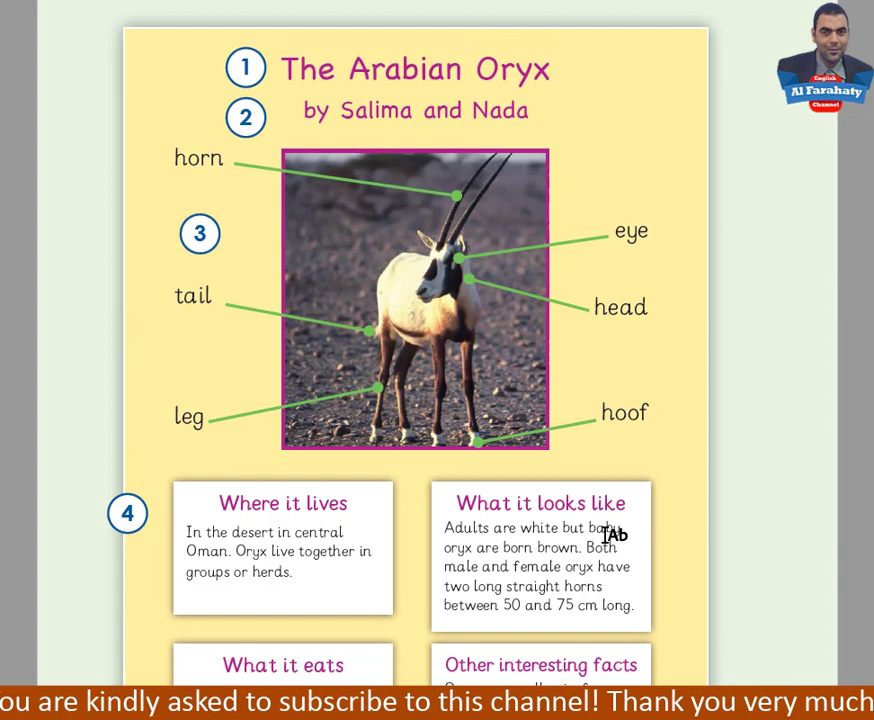 English
Al Farahaty
Channel
1 The Arabian Oryx
2 by Salima and Nada
horn
3
eye
tail
head
leg
hoof
4
Where it lives
In the desert in central
Oman. Oryx live together in
groups or herds.
What it looks like
Adults are white but baby
oryx are born brown. Both
male and female oryx have
two long straight horns
between 50 and 75 cm long.
Ab
What it eats
Other interesting facts
You are kindly asked to subscribe to this channel! Thank you very much